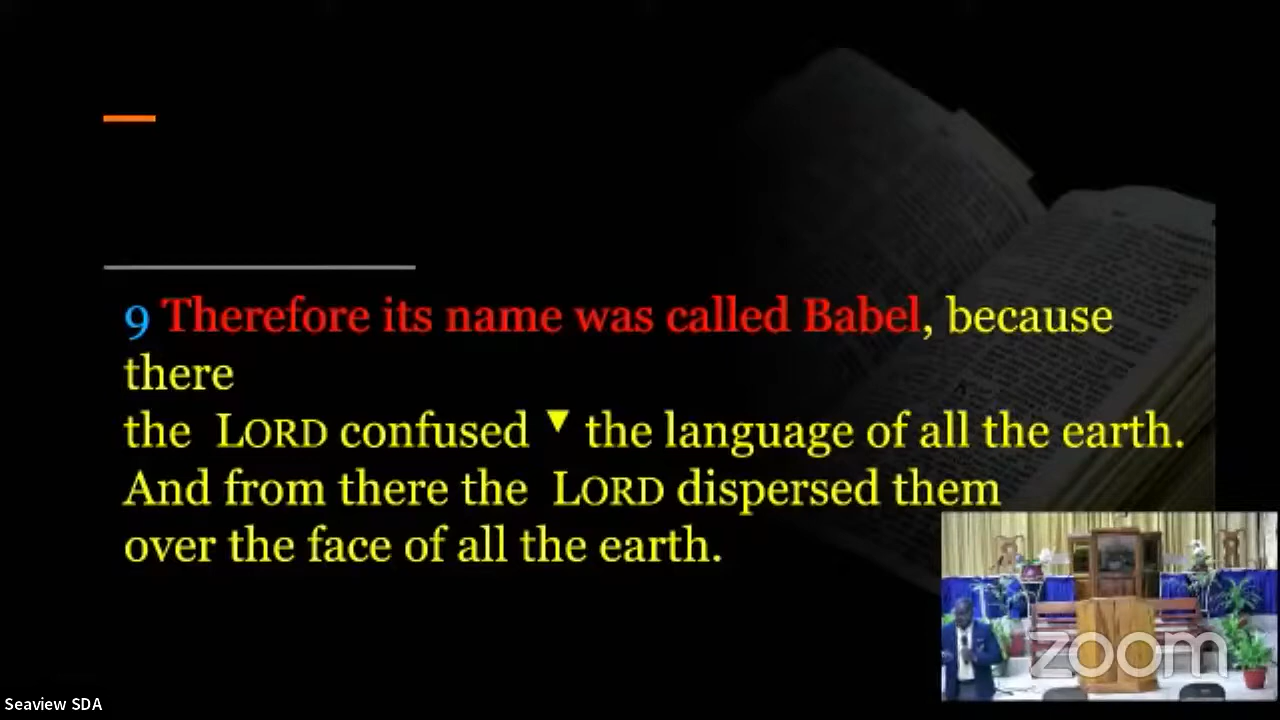 9 Therefore its name was called Babel, because
there
the LORD confused ▼ the language of all the earth.
And from there the LORD dispersed them
over the face of all the earth.
zoom
Seaview SDA